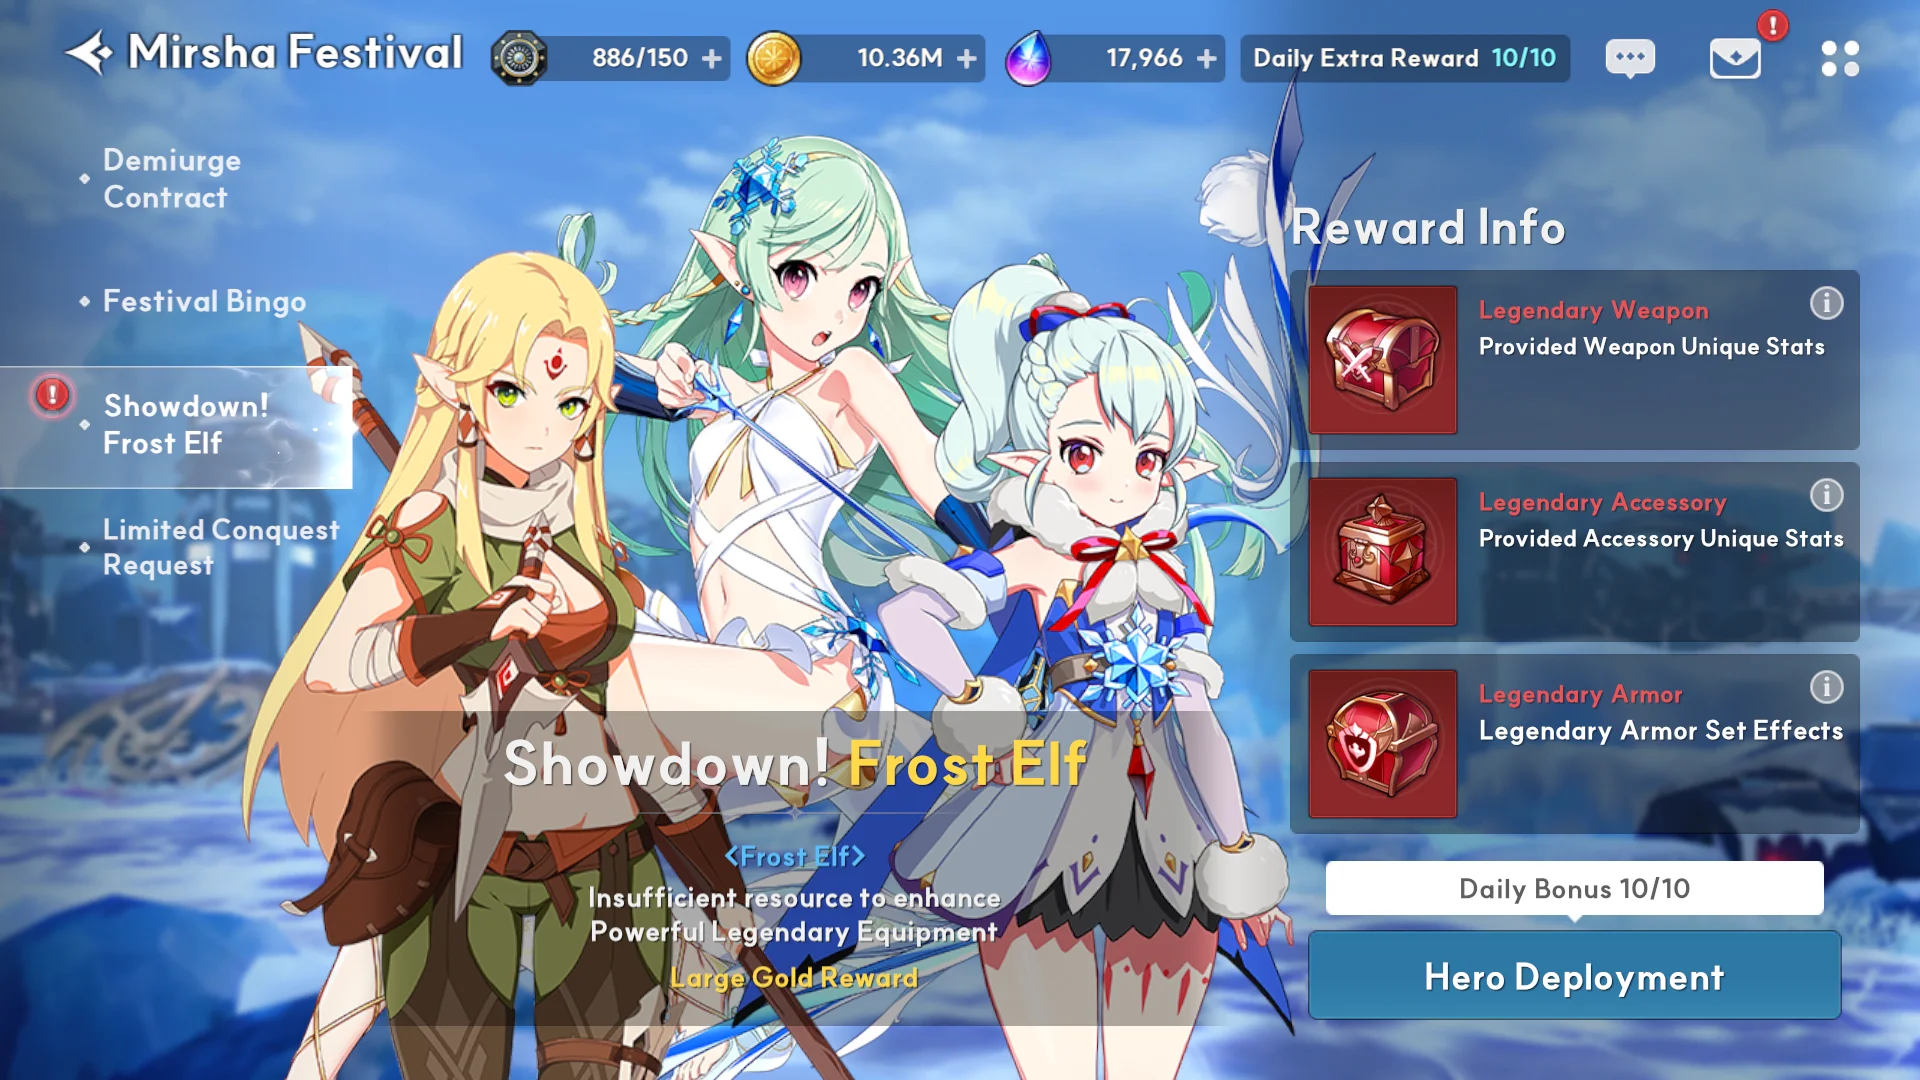 Mirsha Festival
886/150 +
10.36M +
17,966 +
Daily Extra Reward 10/10
Demiurge
Contract
Festival Bingo
Showdown!
Frost Elf
Limited Conquest
Request
Reward Info
Legendary Weapon
Provided Weapon Unique Stats
Legendary Accessory
Provided Accessory Unique Stats
Legendary Armor
Legendary Armor Set Effects
Showdown! Frost Elf
<Frost Elf>
Insufficient resource to enhance
Powerful Legendary Equipment
Large Gold Reward
Daily Bonus 10/10
Hero Deployment